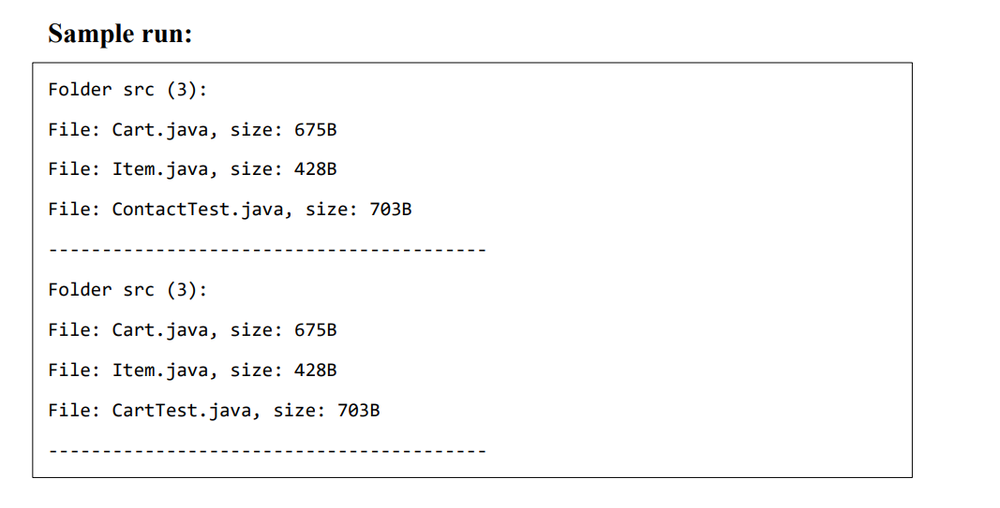 Sample run:
Folder src (3):
File: Cart.java, size: 675B
File: Item.java, size: 428B
File: ContactTest.java, size: 703B
-----------------------------------------
Folder src (3):
File: Cart.java, size: 675B
File: Item.java, size: 428B
File: CartTest.java, size: 703B
-----------------------------------------